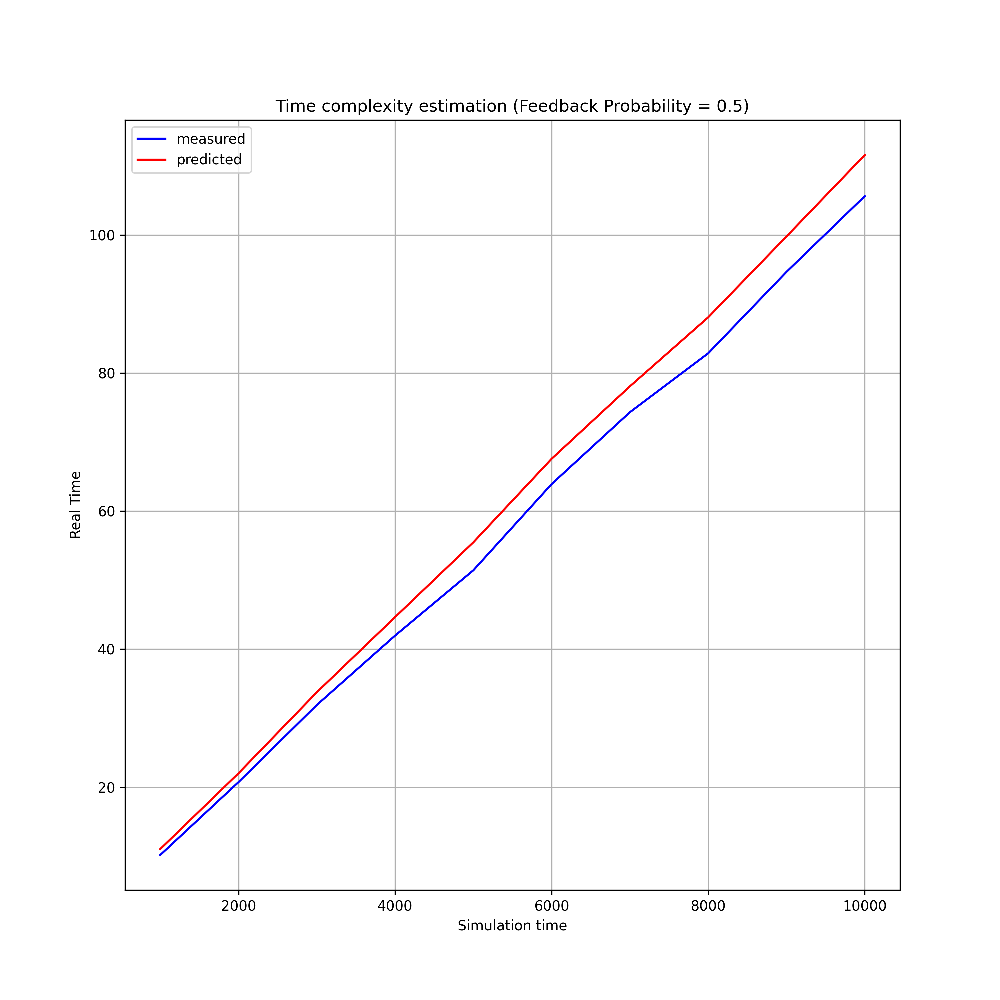 Time complexity estimation (Feedback Probability = 0.5)
measured
predicted
100
80
60
40
20
Real Time
2000 4000 6000 8000 10000
Simulation time